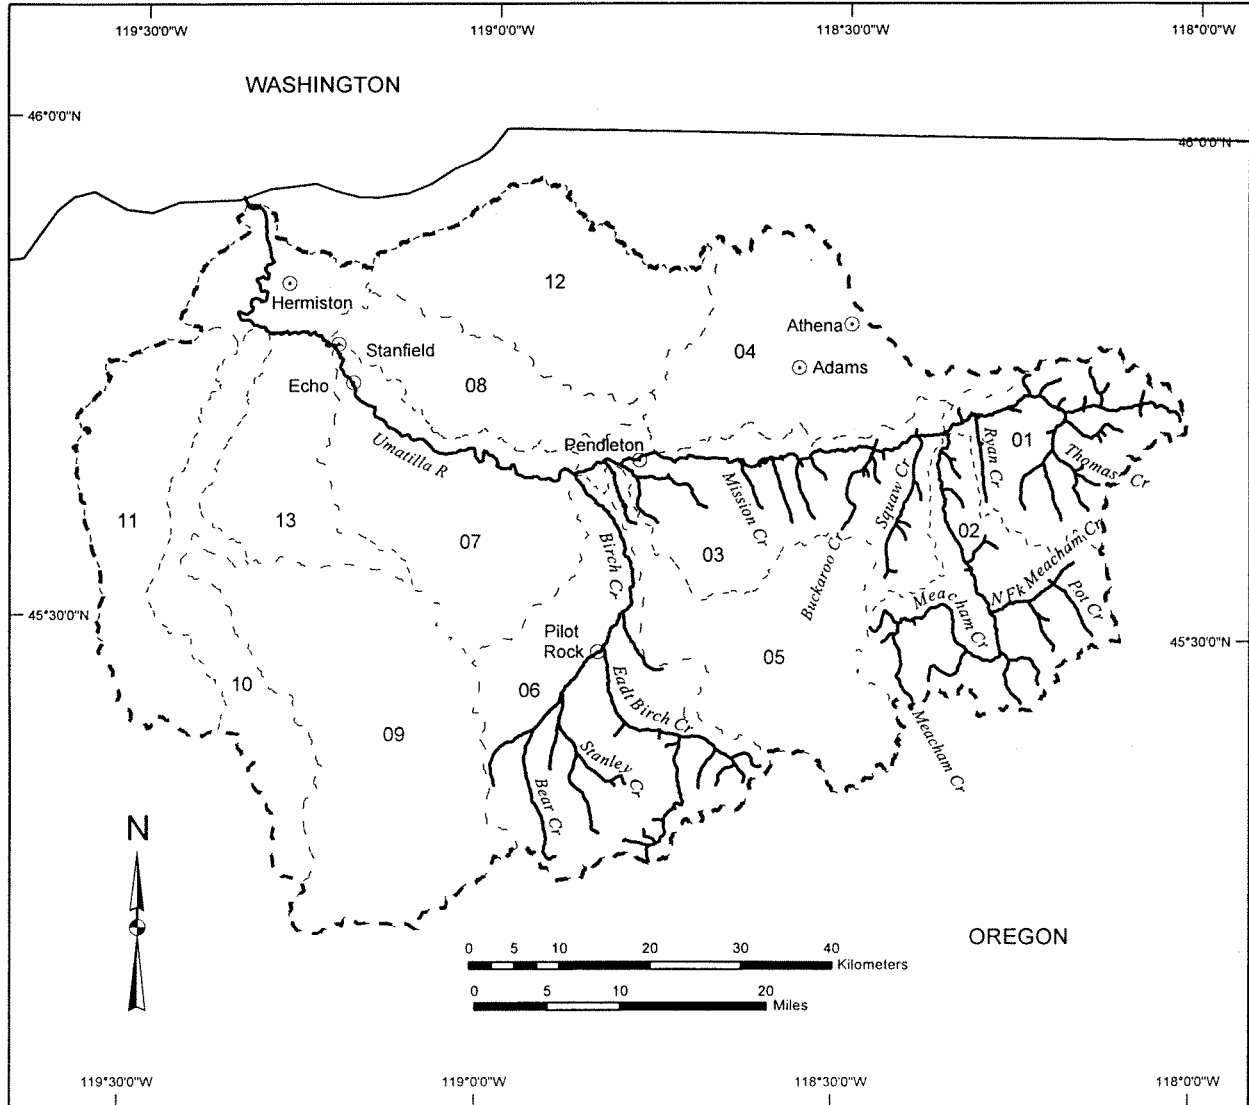 119°30'0"W
119°0'0"W
118°30'0"W
118°0'0"W
WASHINGTON
46°0'0"N
46°0'0"N
12
Hermiston
Athena
04
Stanfield
Adams
Echo
08
Umatilla R
Pendleton
Ryan Cr
01
Thomas Cr
Mission Cr
Squaw Cr
11
13
07
Birch Cr
03
Buckaroo Cr
02
N Fk Meacham Cr
Meacham Cr
Pot Cr
45°30'0"N
45°30'0"N
Pilot
Rock
05
10
06
Eadt Birch Cr
09
Stanley Cr
Bear Cr
Meacham Cr
N
OREGON
0 5 10 20 30 40
Kilometers
0 5 10 20
Miles
119°30'0"W
119°0'0"W
118°30'0"W
118°0'0"W